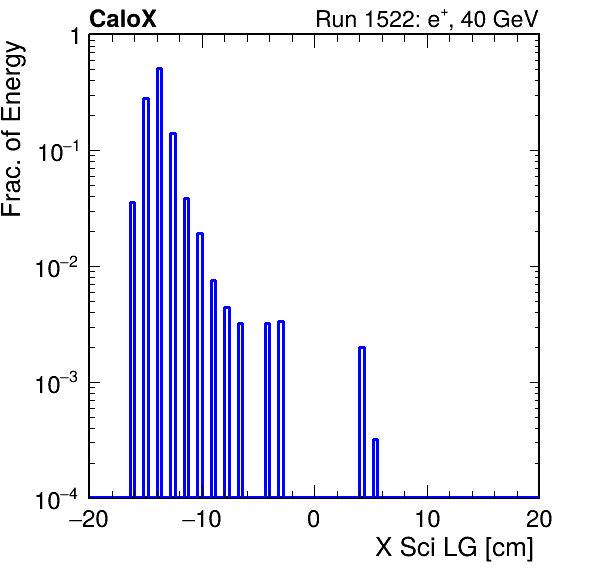 CaloX Run 1522: e⁺, 40 GeV
Frac. of Energy
1
10⁻¹
10⁻²
10⁻³
10⁻⁴
−20 −10 0 10 20
X Sci LG [cm]